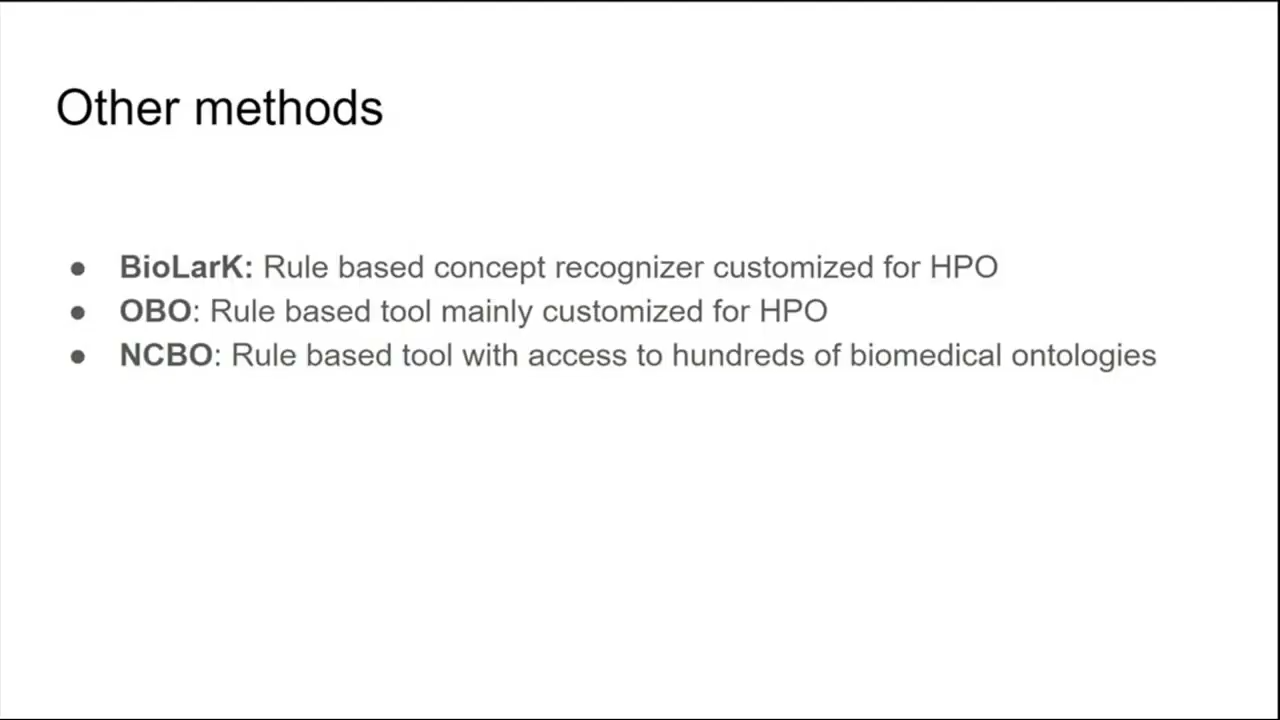 Other methods
● BioLarK: Rule based concept recognizer customized for HPO
● OBO: Rule based tool mainly customized for HPO
● NCBO: Rule based tool with access to hundreds of biomedical ontologies